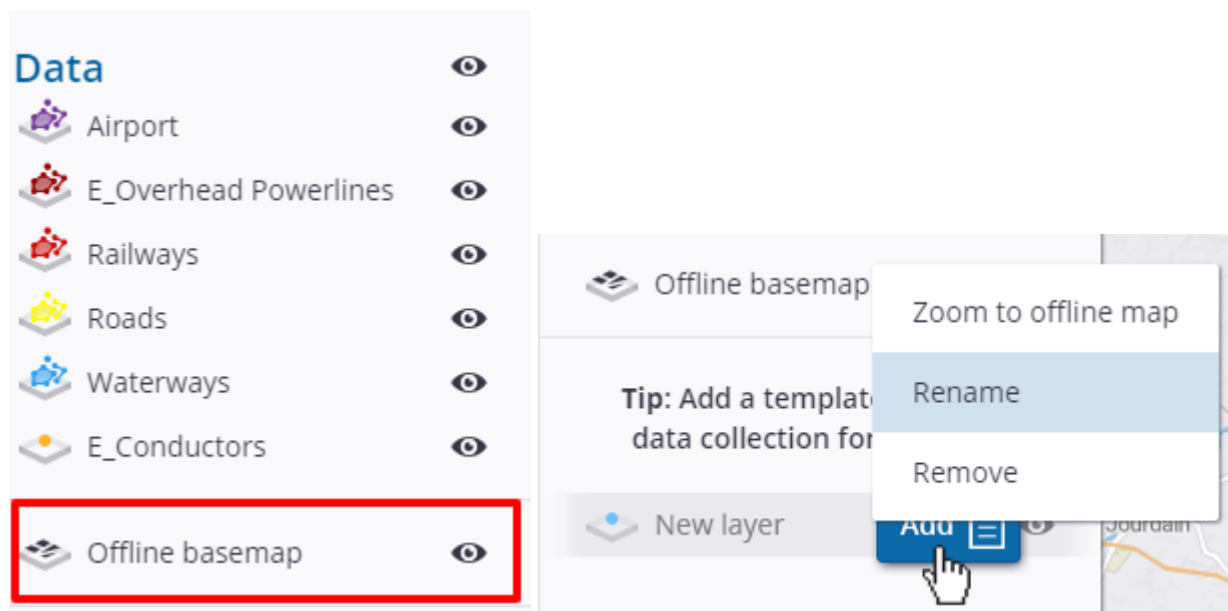 Data
Airport
E_Overhead Powerlines
Railways
Roads
Waterways
E_Conductors
Offline basemap
Offline basemap
Zoom to offline map
Rename
Remove
Tip: Add a templat
data collection for
New layer
Add
Jourdain